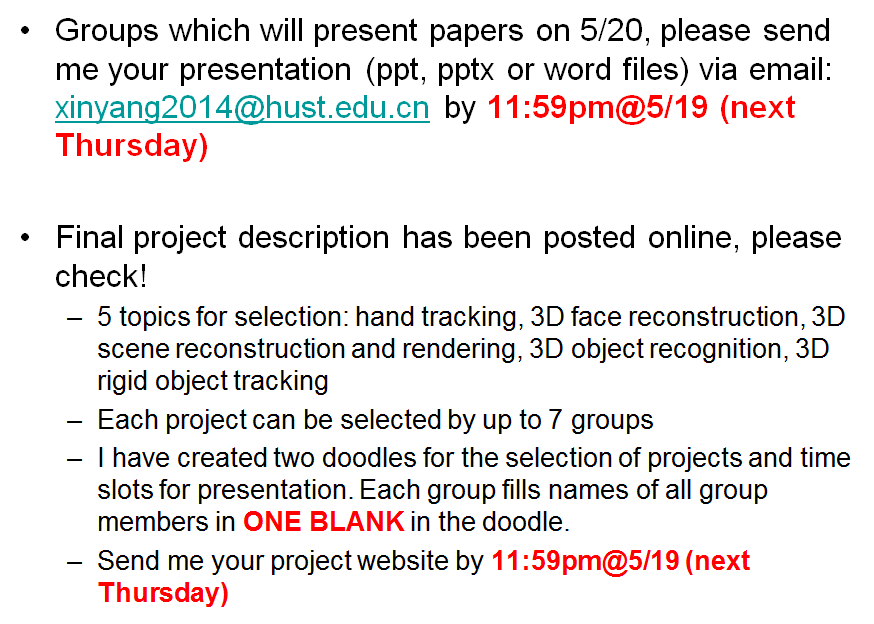 • Groups which will present papers on 5/20, please send
me your presentation (ppt, pptx or word files) via email:
xinyang2014@hust.edu.cn by 11:59pm@5/19 (next
Thursday)
• Final project description has been posted online, please
check!
– 5 topics for selection: hand tracking, 3D face reconstruction, 3D
scene reconstruction and rendering, 3D object recognition, 3D
rigid object tracking
– Each project can be selected by up to 7 groups
– I have created two doodles for the selection of projects and time
slots for presentation. Each group fills names of all group
members in ONE BLANK in the doodle.
– Send me your project website by 11:59pm@5/19 (next
Thursday)